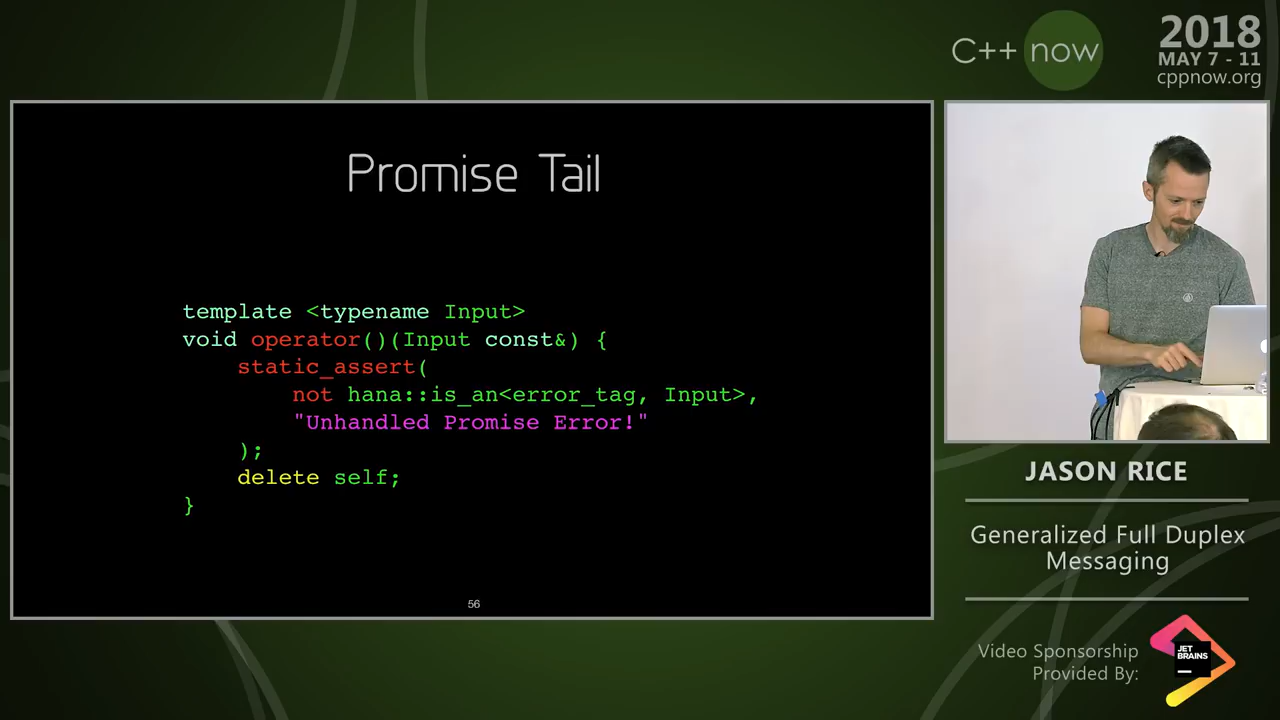 C++ now
2018
MAY 7 - 11
cppnow.org
Promise Tail
template <typename Input>
void operator()(Input const&) {
static_assert(
not hana::is_an<error_tag, Input>,
"Unhandled Promise Error!"
);
delete self;
}
56
JASON RICE
Generalized Full Duplex
Messaging
Video Sponsorship
Provided By:
JET
BRAINS